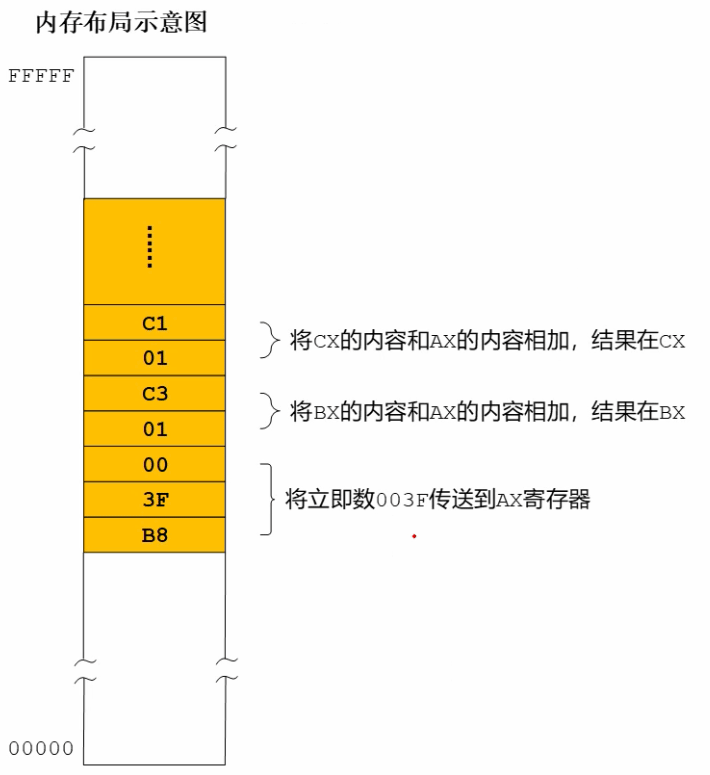 内存布局示意图
FFFFF
C1
将CX的内容和AX的内容相加，结果在CX
01
C3
将BX的内容和AX的内容相加，结果在BX
01
00
3F
将立即数003F传送到AX寄存器
B8
00000